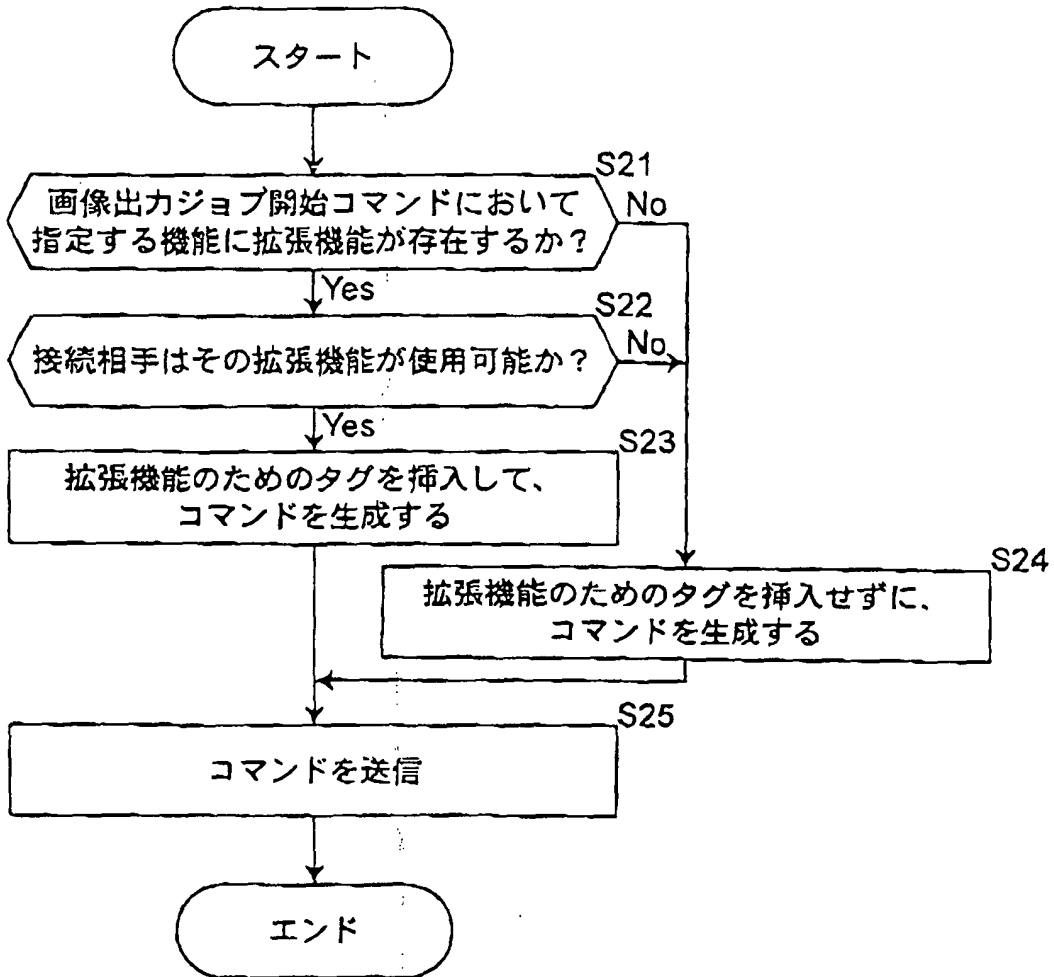 スタート
S21
画像出力ジョブ開始コマンドにおいて
指定する機能に拡張機能が存在するか？
No
Yes
S22
接続相手はその拡張機能が使用可能か？
No
Yes
S23
拡張機能のためのタグを挿入して、
コマンドを生成する
S24
拡張機能のためのタグを挿入せずに、
コマンドを生成する
S25
コマンドを送信
エンド